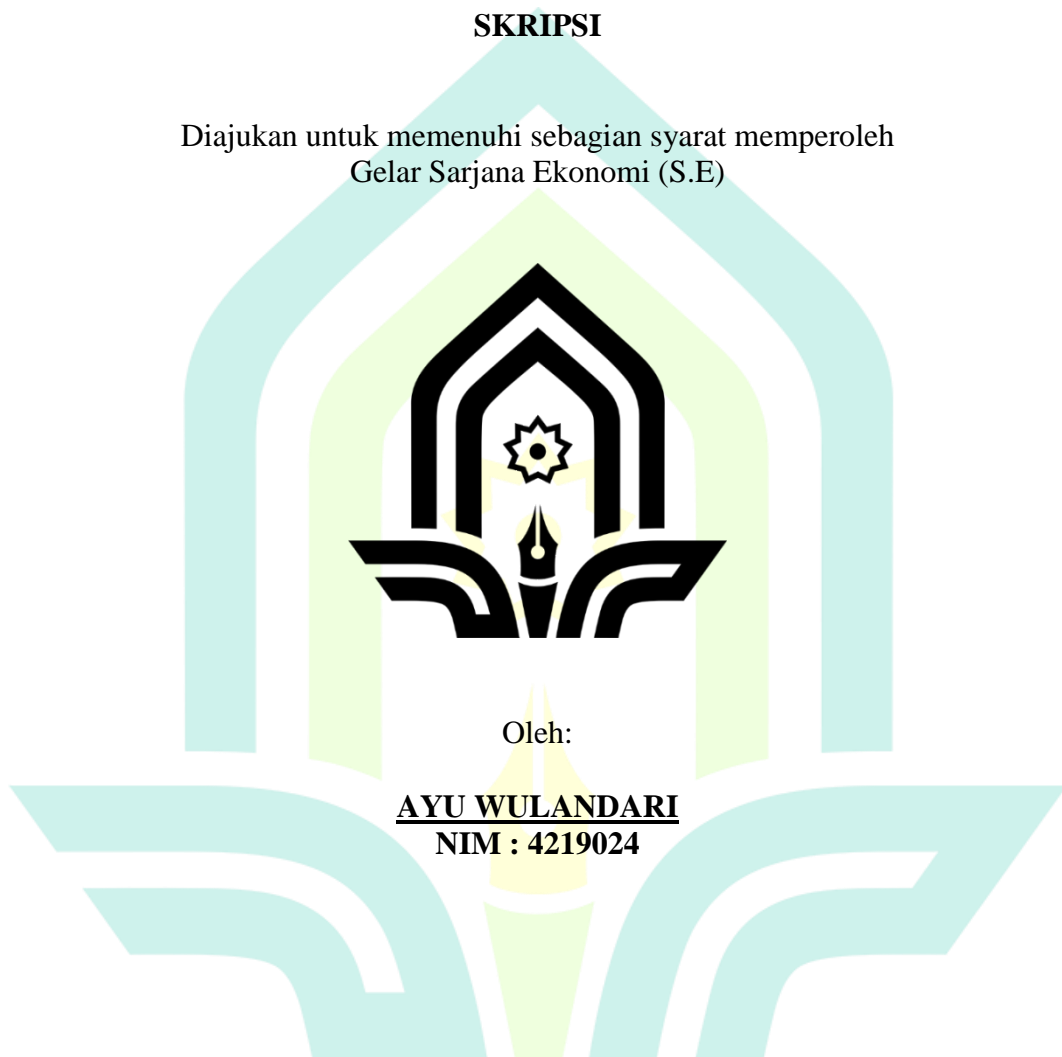 SKRIPSI
Diajukan untuk memenuhi sebagian syarat memperoleh
Gelar Sarjana Ekonomi (S.E)
Oleh:
AYU WULANDARI
NIM : 4219024